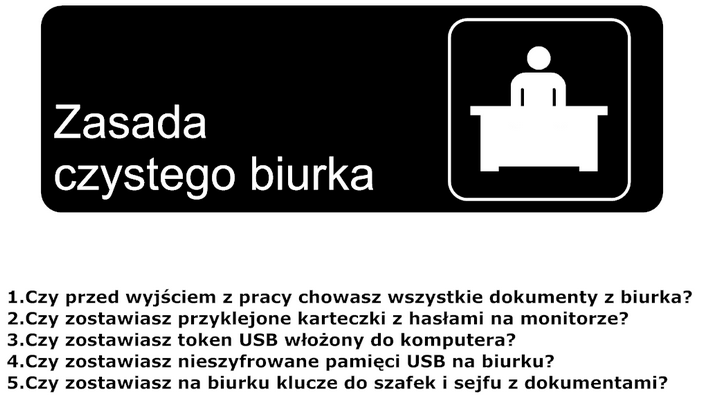 Zasada
czystego biurka
1.Czy przed wyjściem z pracy chowasz wszystkie dokumenty z biurka?
2.Czy zostawiasz przyklejone karteczki z hasłami na monitorze?
3.Czy zostawiasz token USB włożony do komputera?
4.Czy zostawiasz nieszyfrowane pamięci USB na biurku?
5.Czy zostawiasz na biurku klucze do szafek i sejfu z dokumentami?